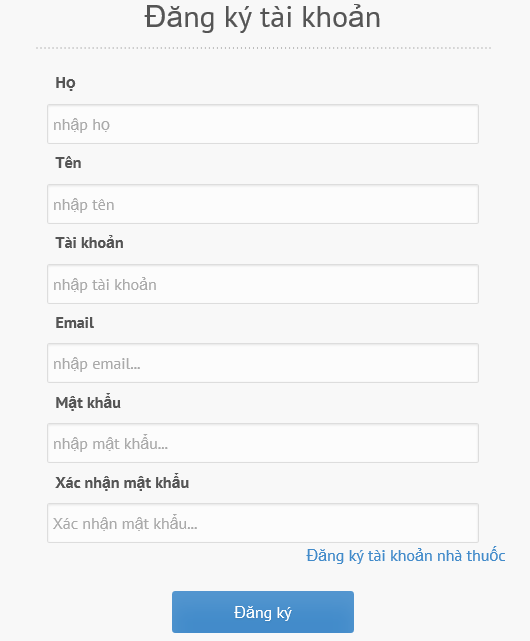 Đăng ký tài khoản
Họ
nhập họ
Tên
nhập tên
Tài khoản
nhập tài khoản
Email
nhập email...
Mật khẩu
nhập mật khẩu...
Xác nhận mật khẩu
Xác nhận mật khẩu...
Đăng ký tài khoản nhà thuốc
Đăng ký